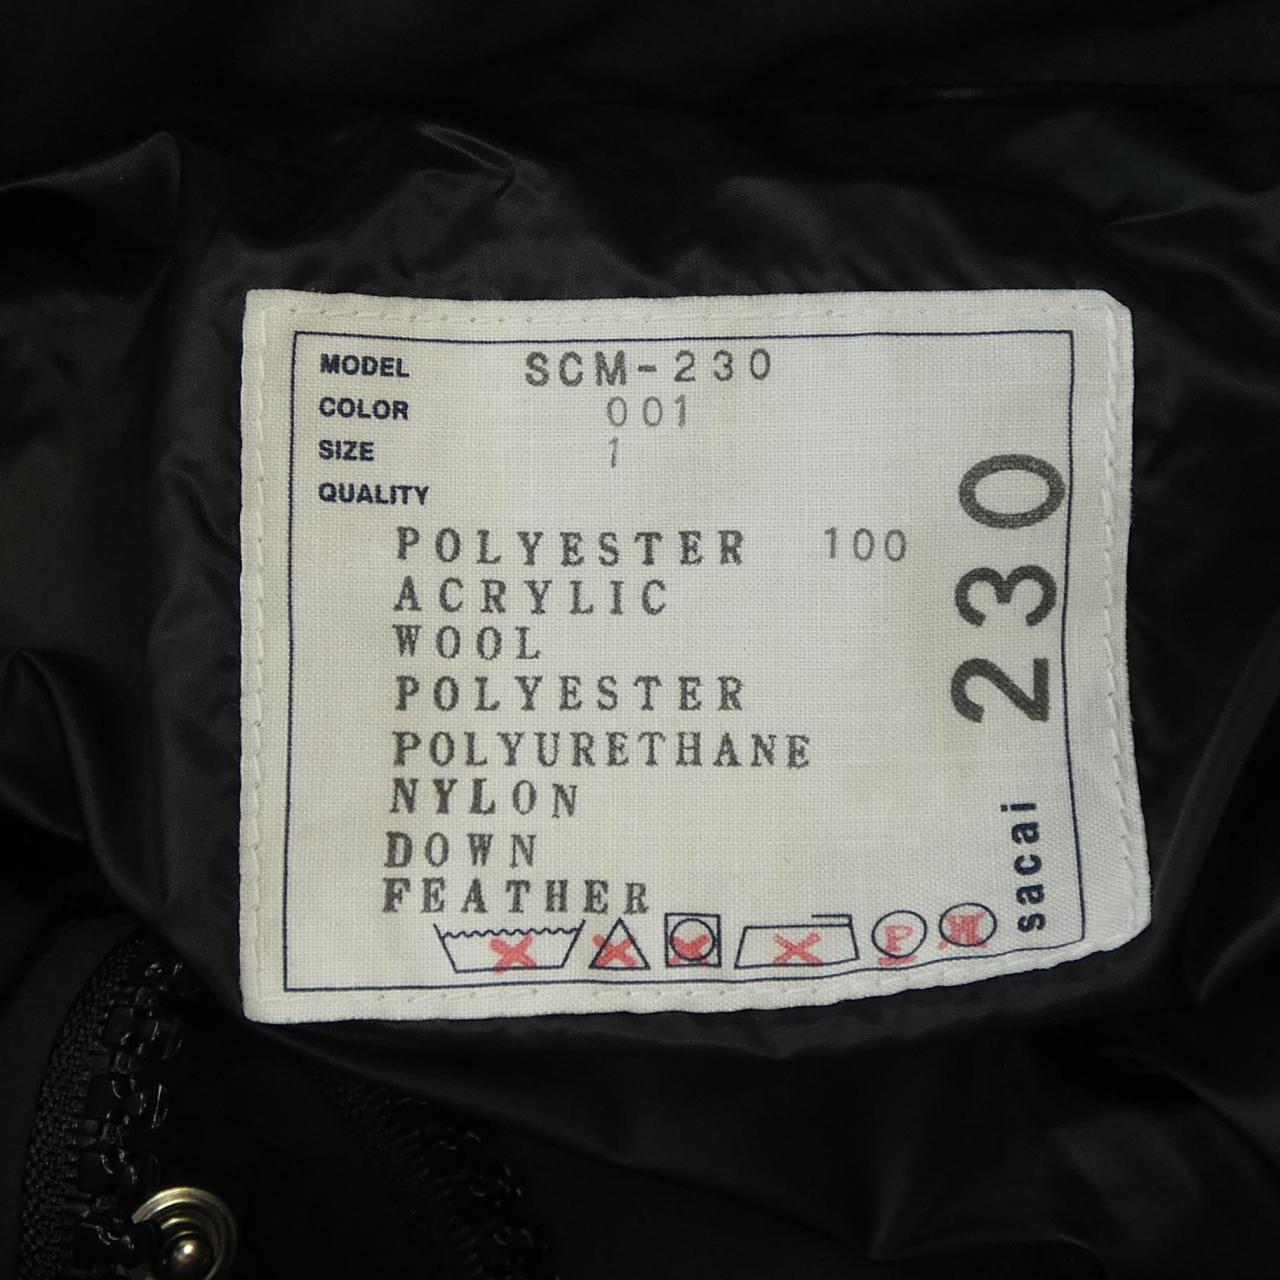 MODEL SCM-230
COLOR 001
SIZE 1
QUALITY
POLYESTER 100
ACRYLIC
WOOL
POLYESTER
POLYURETHANE
NYLON
DOWN
FEATHER
P
230
sacai